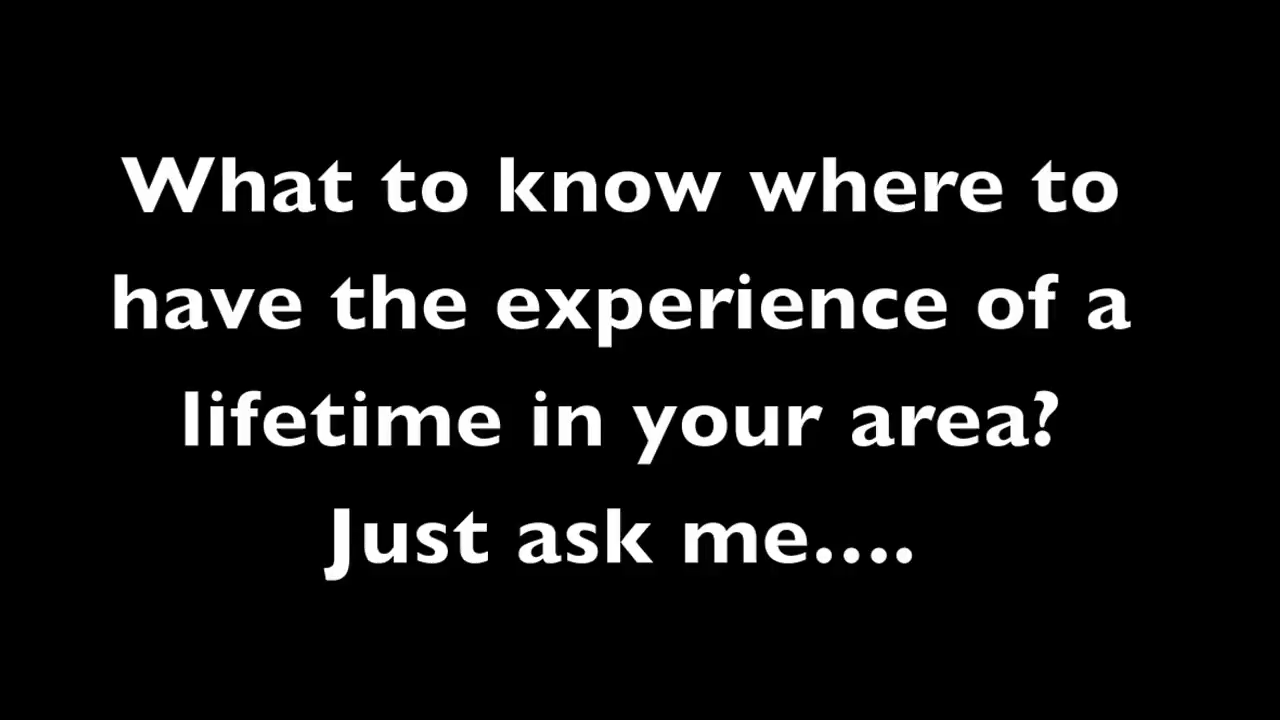 What to know where to
have the experience of a
lifetime in your area?
Just ask me....